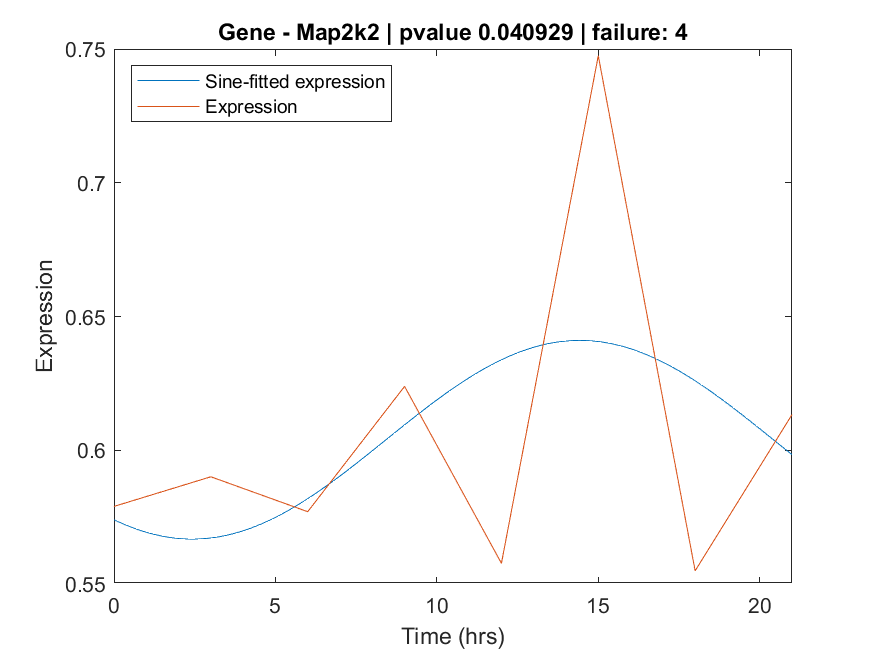 Gene - Map2k2 | pvalue 0.040929 | failure: 4
Sine-fitted expression
Expression
0.75
0.7
0.65
0.6
0.55
Expression
0
5
10
15
20
Time (hrs)